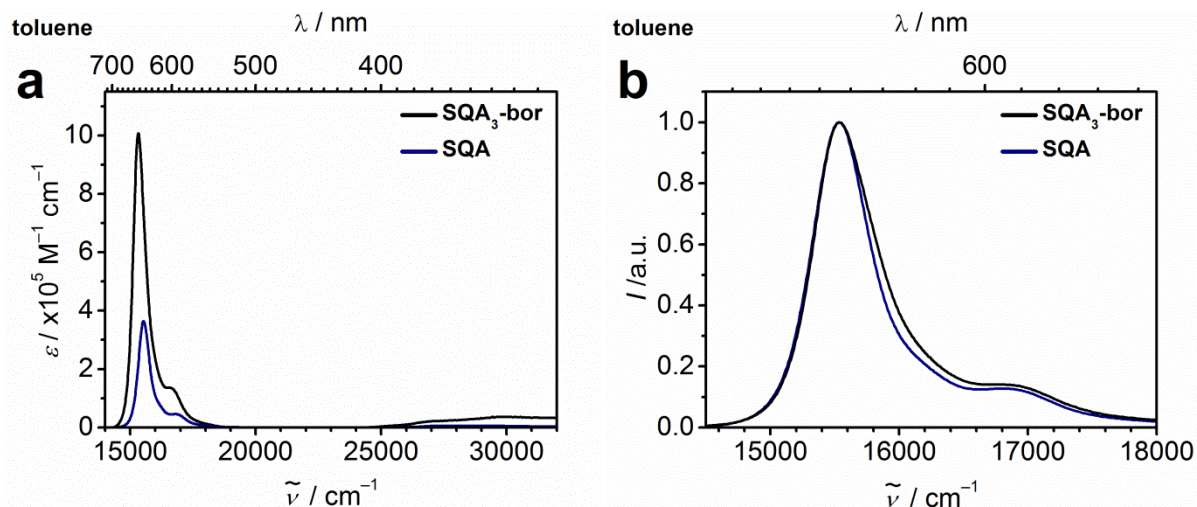 toluene
λ / nm
700 600 500 400
a
SQA₃-bor
SQA
ε / x10⁵ M⁻¹ cm⁻¹
10
8
6
4
2
0
15000 20000 25000 30000
ṽ / cm⁻¹
toluene
λ / nm
600
b
SQA₃-bor
SQA
I /a.u.
1.0
0.8
0.6
0.4
0.2
0.0
15000 16000 17000 18000
ṽ / cm⁻¹